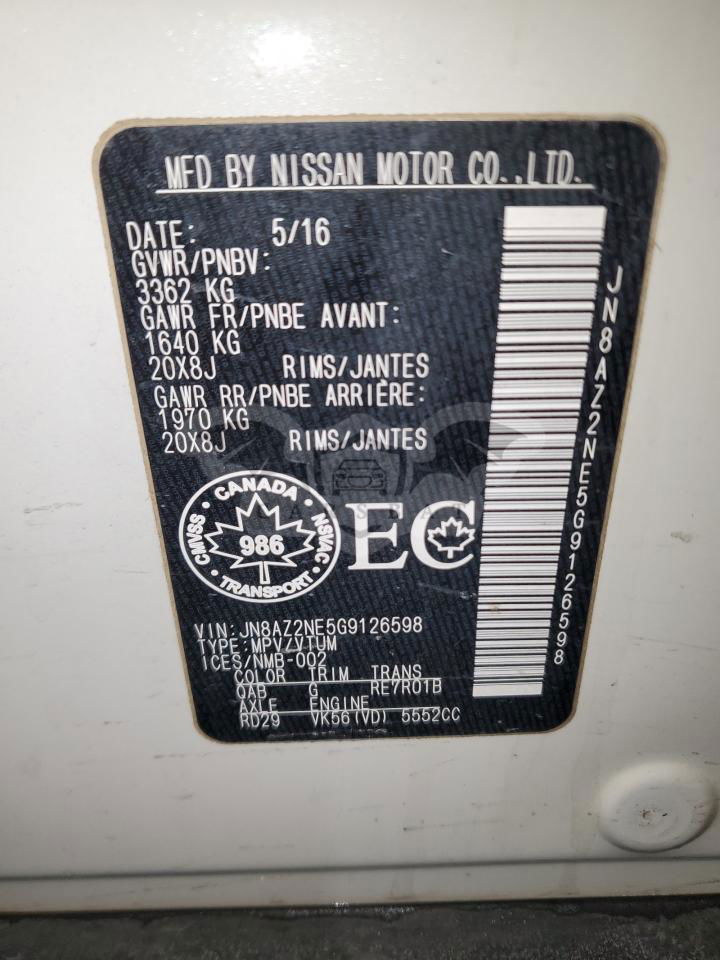 MFD BY NISSAN MOTOR CO.,LTD.
DATE: 5/16
GVWR/PNBV:
3362 KG
GAWR FR/PNBE AVANT:
1640 KG
20X8J RIMS/JANTES
GAWR RR/PNBE ARRIÈRE:
1970 KG
20X8J RIMS/JANTES
JN8AZ2NE5G9126598
CANADA
CMVSS 986 NSVAC
TRANSPORT
EC
VIN:JN8AZ2NE5G9126598
TYPE:MPV/VTUM
ICES/NMB-002
COLOR TRIM TRANS
QAB G RE7R01B
AXLE ENGINE
RD29 VK56(VD) 5552CC